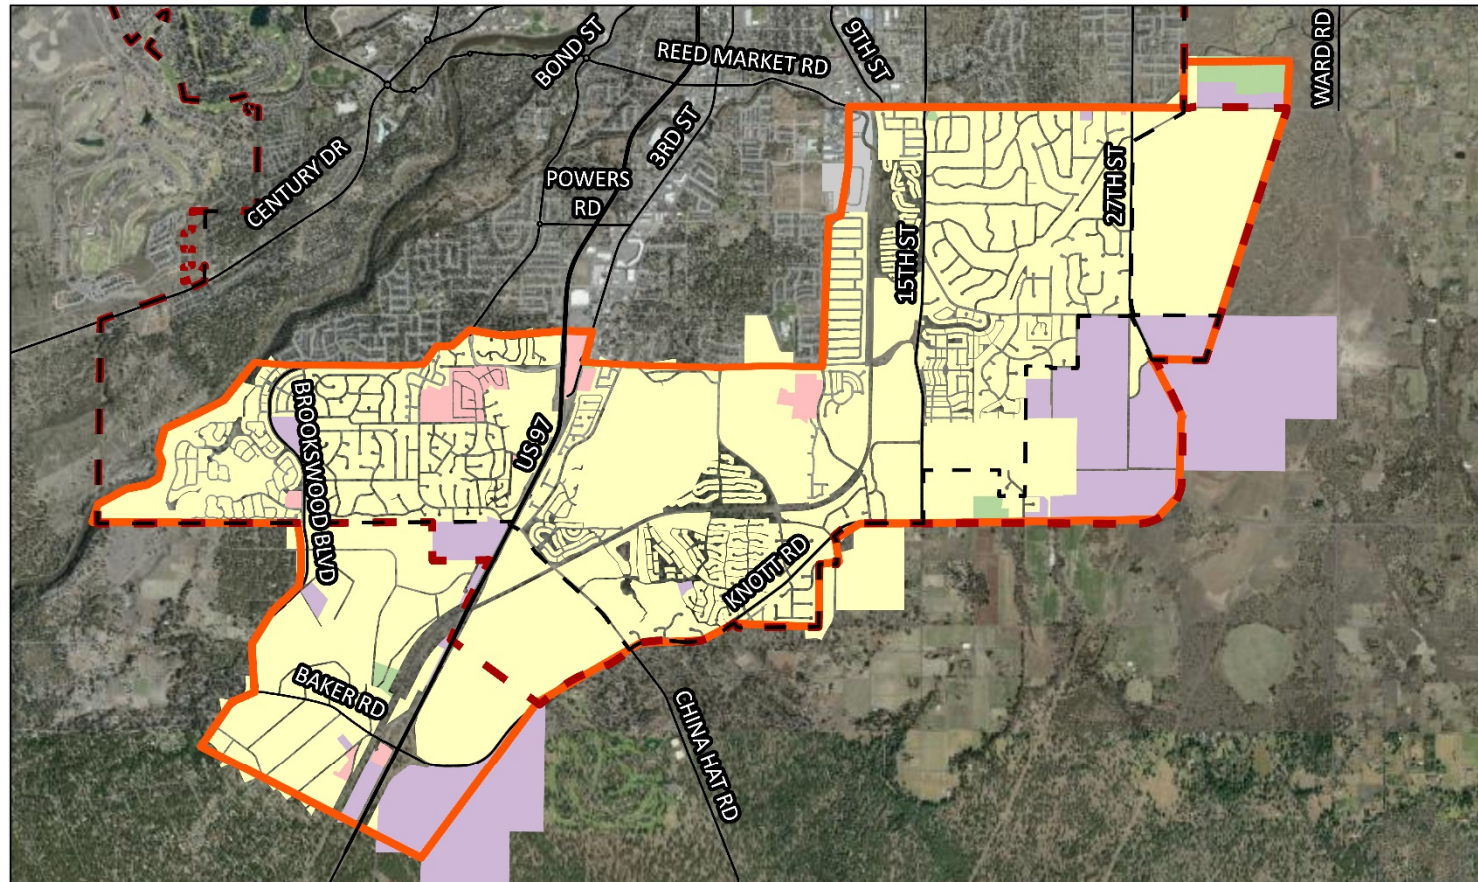 BOND ST
REED MARKET RD
9TH ST
WARD RD
CENTURY DR
3RD ST
POWERS
RD
27TH ST
15TH ST
BROOKSWOOD BLVD
US 97
KNOTT RD
BAKER RD
CHINA HAT RD